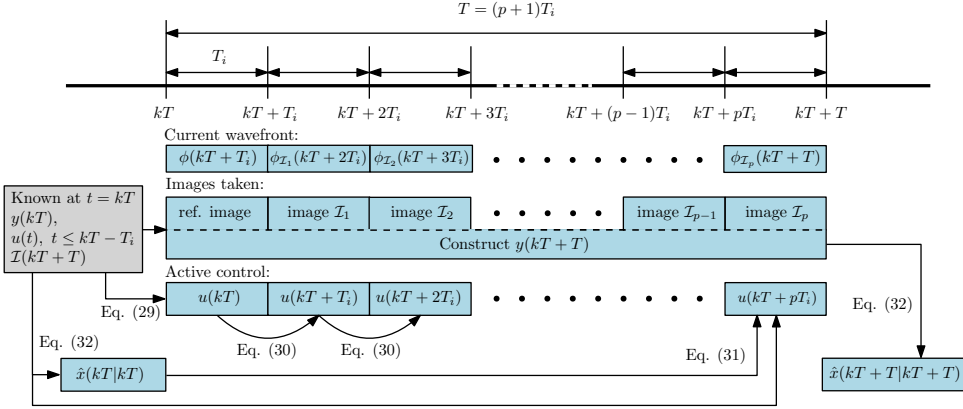 T = (p + 1)T_i
T_i
kT kT + T_i kT + 2T_i kT + 3T_i kT + (p − 1)T_i kT + pT_i kT + T
Current wavefront:
ϕ(kT + T_i) ϕ_{ℐ_1}(kT + 2T_i) ϕ_{ℐ_2}(kT + 3T_i) ϕ_{ℐ_p}(kT + T)
Images taken:
Known at t = kT
y(kT),
u(t), t ≤ kT − T_i
ℐ(kT + T)
ref. image image ℐ_1 image ℐ_2 image ℐ_{p−1} image ℐ_p
Construct y(kT + T)
Active control:
u(kT) u(kT + T_i) u(kT + 2T_i) u(kT + pT_i)
Eq. (29)
Eq. (32)
Eq. (30) Eq. (30)
Eq. (31)
Eq. (32)
x̂(kT|kT)
x̂(kT + T|kT + T)